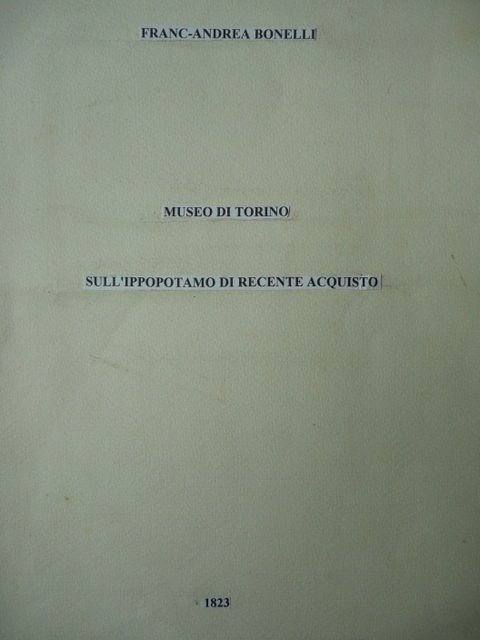 FRANC-ANDREA BONELLI
MUSEO DI TORINO
SULL'IPPOPOTAMO DI RECENTE ACQUISTO
1823